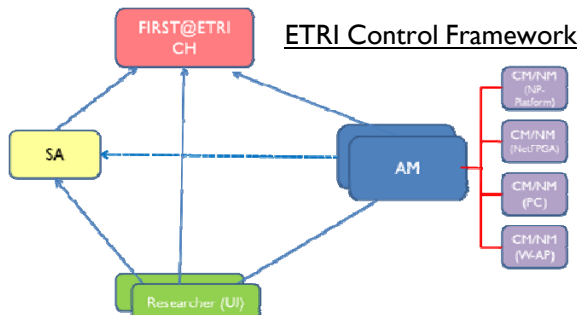 FIRST@ETRI
CH
ETRI Control Framework
CM/NM
(NP-
Platform)
SA
AM
CM/NM
(NetFPGA)
CM/NM
(PC)
CM/NM
(W-AP)
Researcher (UI)